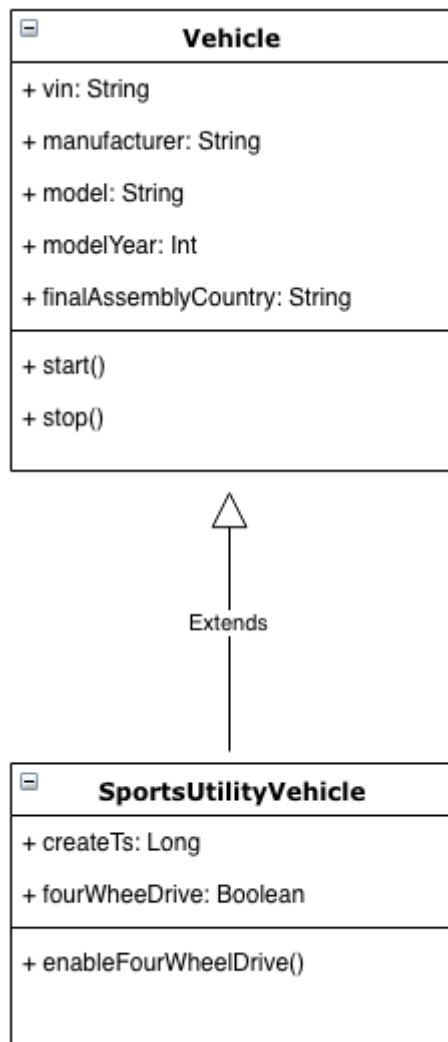 Vehicle
+ vin: String
+ manufacturer: String
+ model: String
+ modelYear: Int
+ finalAssemblyCountry: String
+ start()
+ stop()
Extends
SportsUtilityVehicle
+ createTs: Long
+ fourWheeDrive: Boolean
+ enableFourWheelDrive()